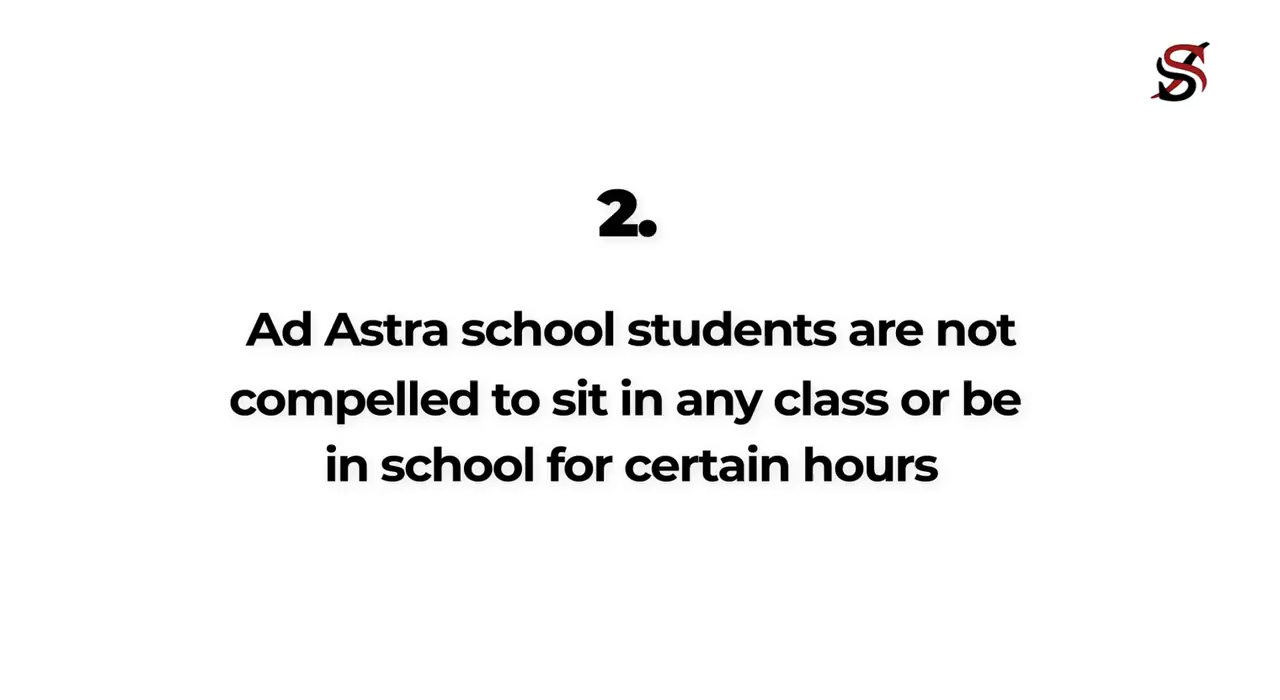 2.
Ad Astra school students are not
compelled to sit in any class or be
in school for certain hours